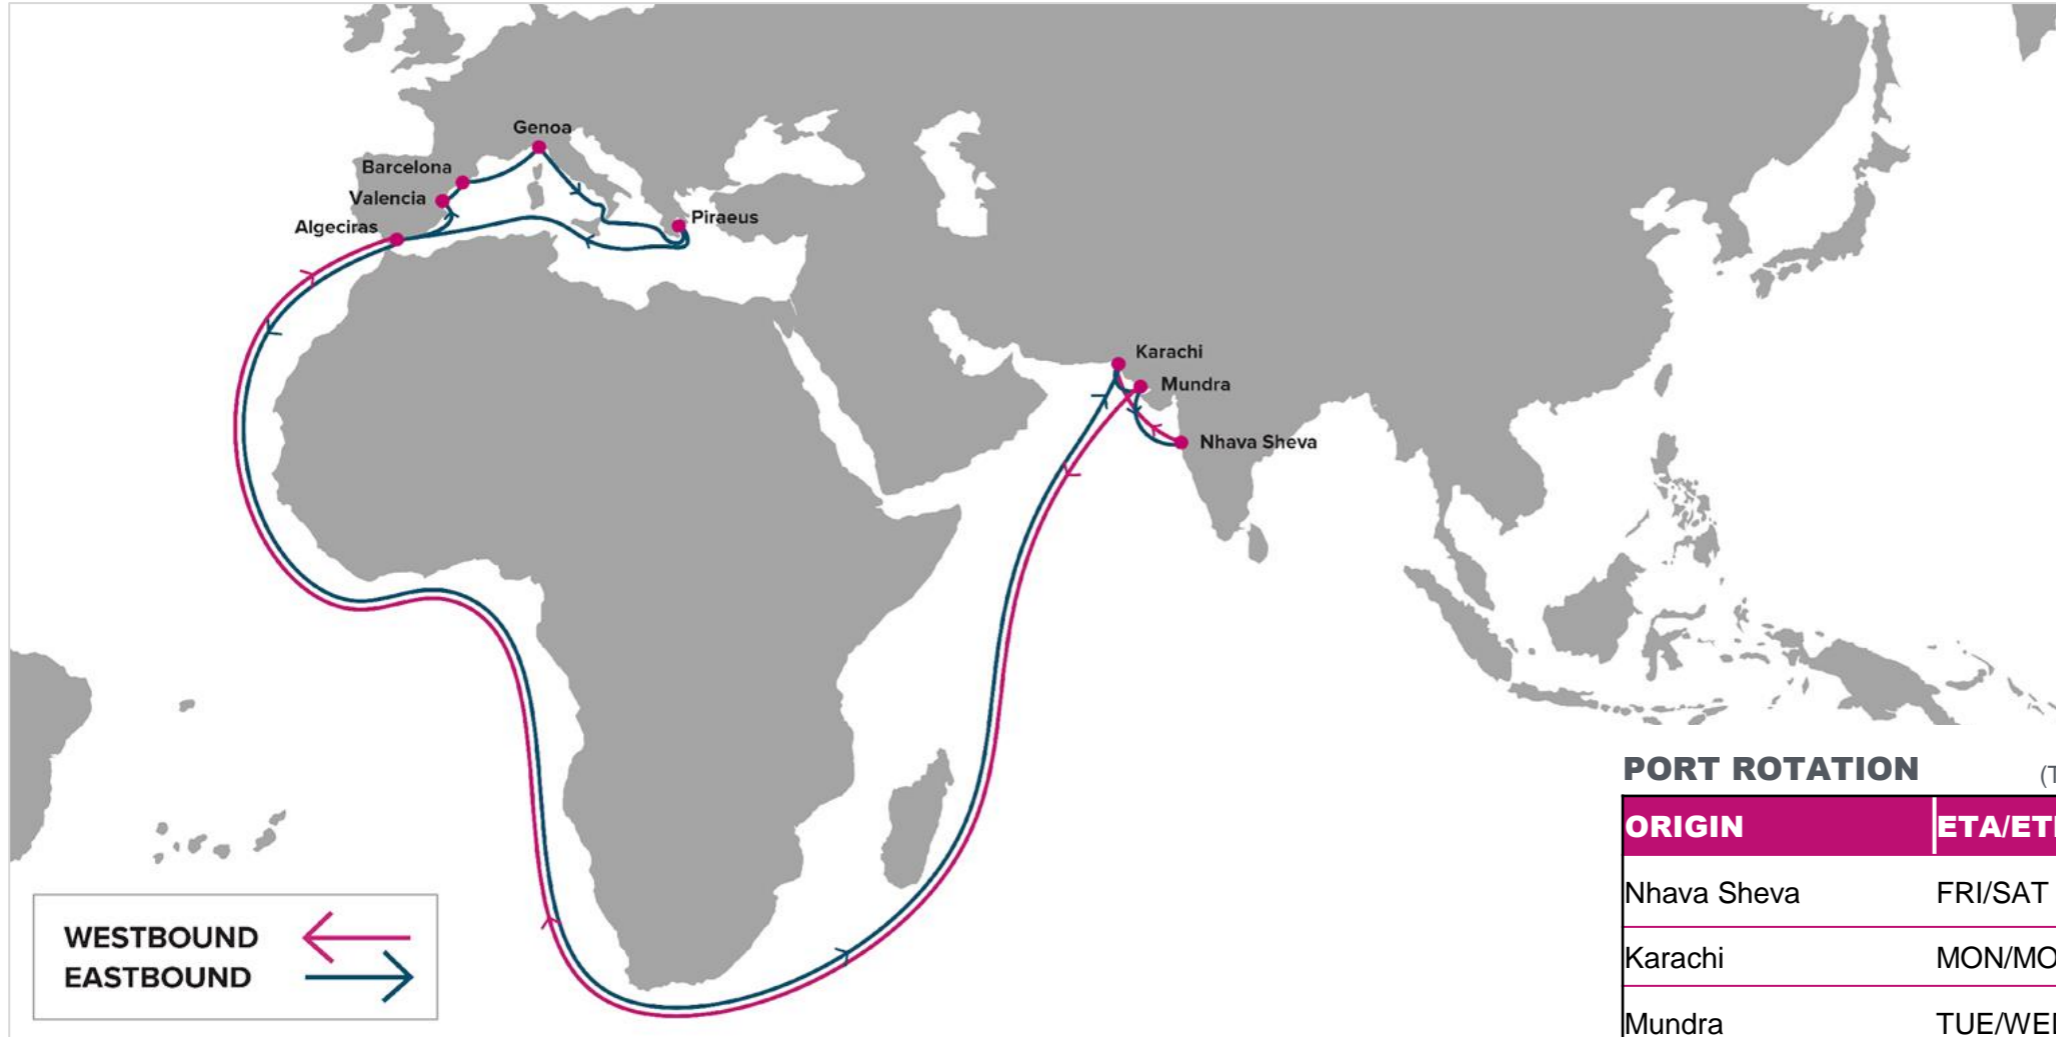 Genoa
Barcelona
Valencia
Algeciras
Piraeus
Karachi
Mundra
Nhava Sheva
WESTBOUND
EASTBOUND
PORT ROTATION
ORIGIN
Nhava Sheva FRI/SAT
Karachi
Mundra